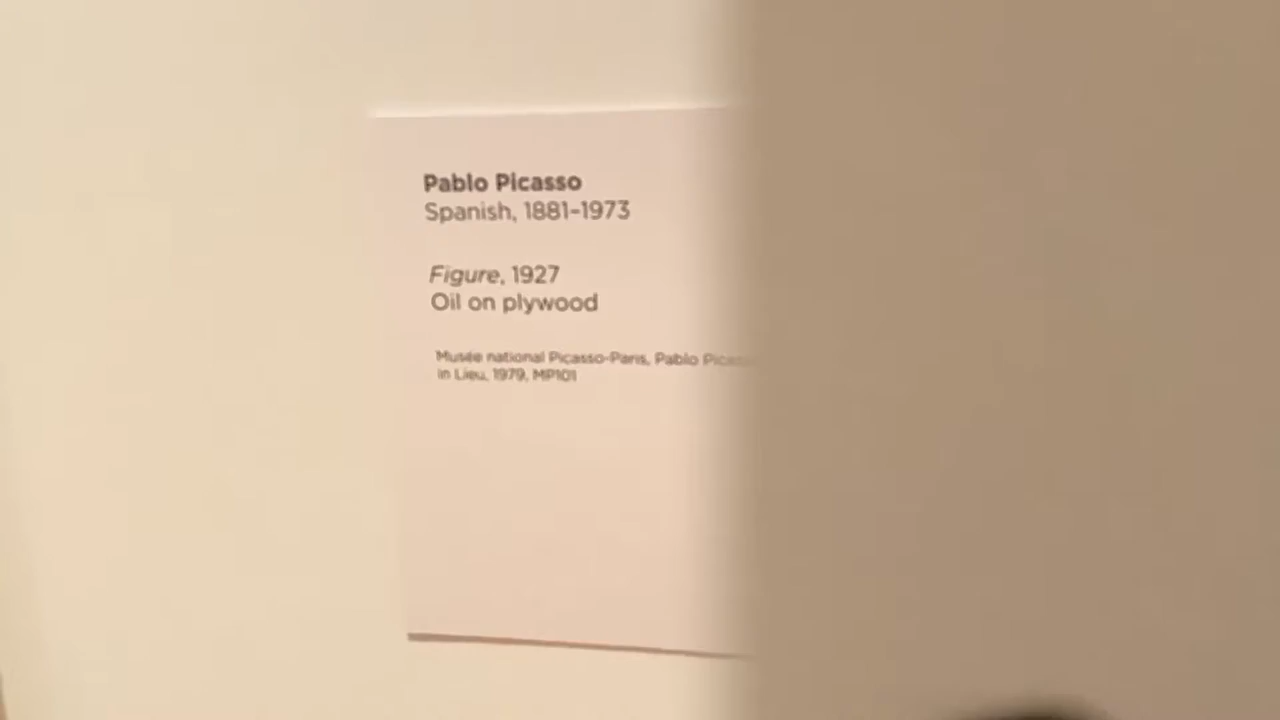 Pablo Picasso
Spanish, 1881-1973
Figure, 1927
Oil on plywood
Musée national Picasso-Paris, Pablo
in Lieu, 1979, MP101